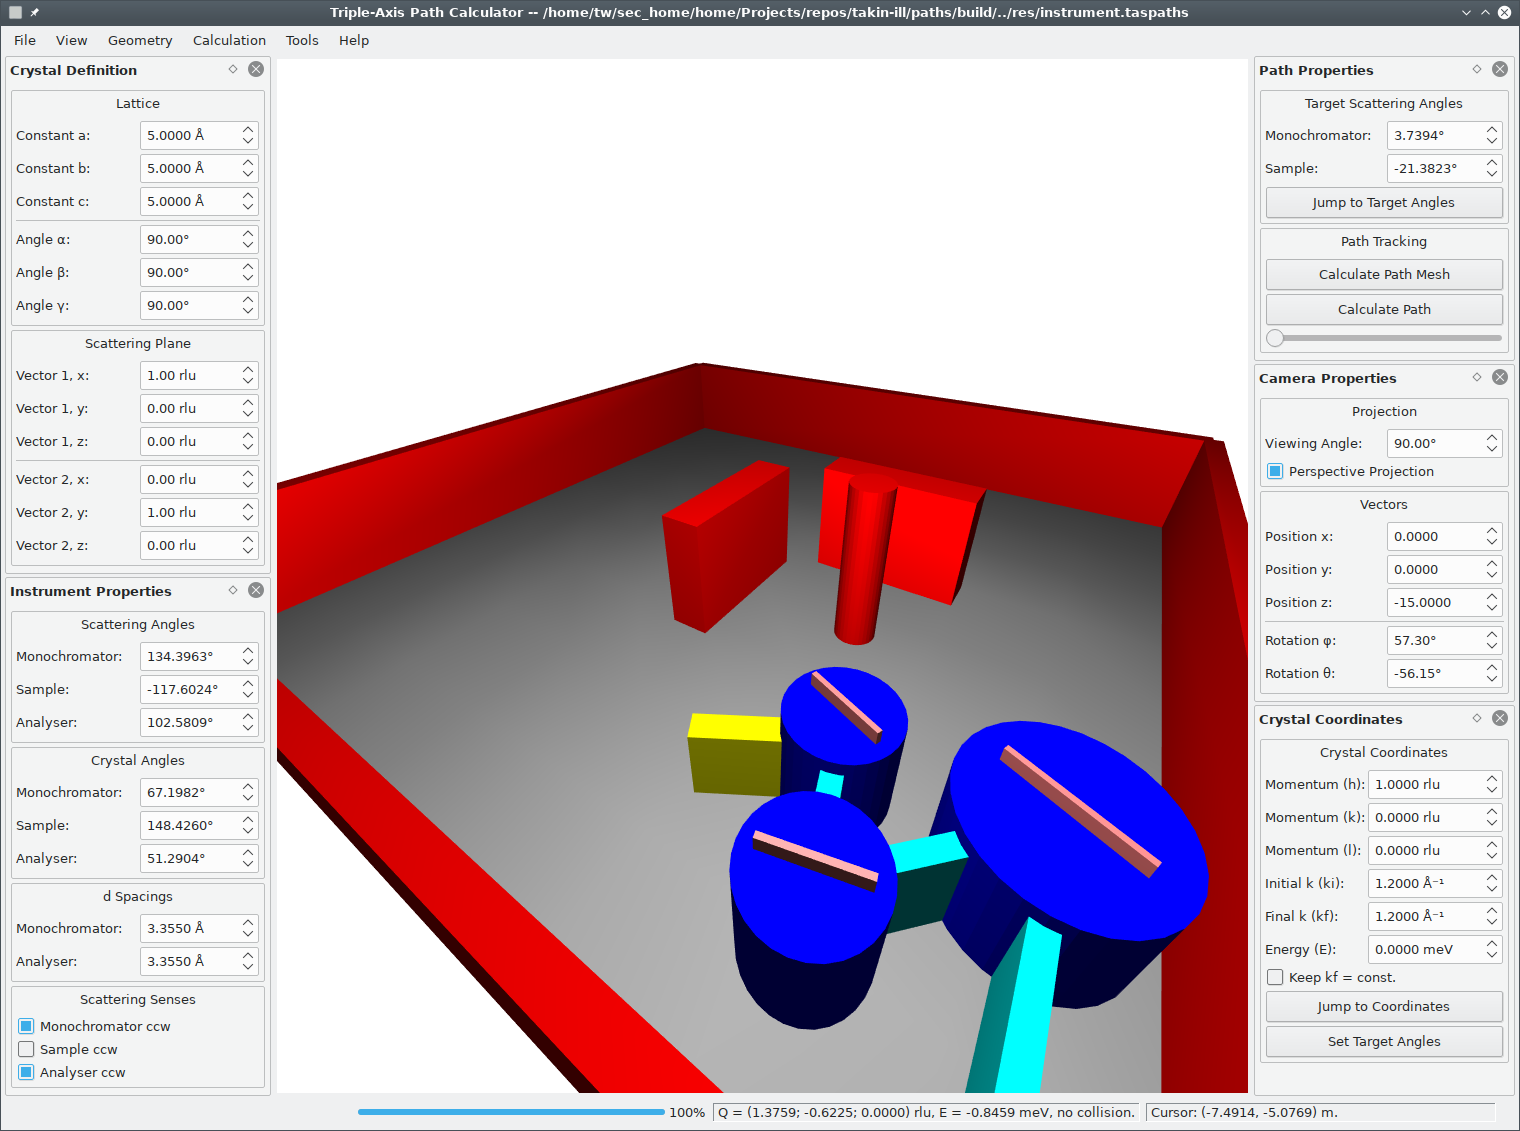 Triple-Axis Path Calculator -- /home/tw/sec_home/home/Projects/repos/takin-ill/paths/build/../res/instrument.taspaths
File View Geometry Calculation Tools Help
Crystal Definition
Lattice
Constant a: 5.0000 Å
Constant b: 5.0000 Å
Constant c: 5.0000 Å
Angle α: 90.00°
Angle β: 90.00°
Angle γ: 90.00°
Scattering Plane
Vector 1, x: 1.00 rlu
Vector 1, y: 0.00 rlu
Vector 1, z: 0.00 rlu
Vector 2, x: 0.00 rlu
Vector 2, y: 1.00 rlu
Vector 2, z: 0.00 rlu
Instrument Properties
Scattering Angles
Monochromator: 134.3963°
Sample: -117.6024°
Analyser: 102.5809°
Crystal Angles
Monochromator: 67.1982°
Sample: 148.4260°
Analyser: 51.2904°
d Spacings
Monochromator: 3.3550 Å
Analyser: 3.3550 Å
Scattering Senses
Monochromator ccw
Sample ccw
Analyser ccw
Path Properties
Target Scattering Angles
Monochromator: 3.7394°
Sample: -21.3823°
Jump to Target Angles
Path Tracking
Calculate Path Mesh
Calculate Path
Camera Properties
Projection
Viewing Angle: 90.00°
Perspective Projection
Vectors
Position x: 0.0000
Position y: 0.0000
Position z: -15.0000
Rotation φ: 57.30°
Rotation θ: -56.15°
Crystal Coordinates
Crystal Coordinates
Momentum (h): 1.0000 rlu
Momentum (k): 0.0000 rlu
Momentum (l): 0.0000 rlu
Initial k (ki): 1.2000 Å⁻¹
Final k (kf): 1.2000 Å⁻¹
Energy (E): 0.0000 meV
Keep kf = const.
Jump to Coordinates
Set Target Angles
100% Q = (1.3759; -0.6225; 0.0000) rlu, E = -0.8459 meV, no collision. Cursor: (-7.4914, -5.0769) m.